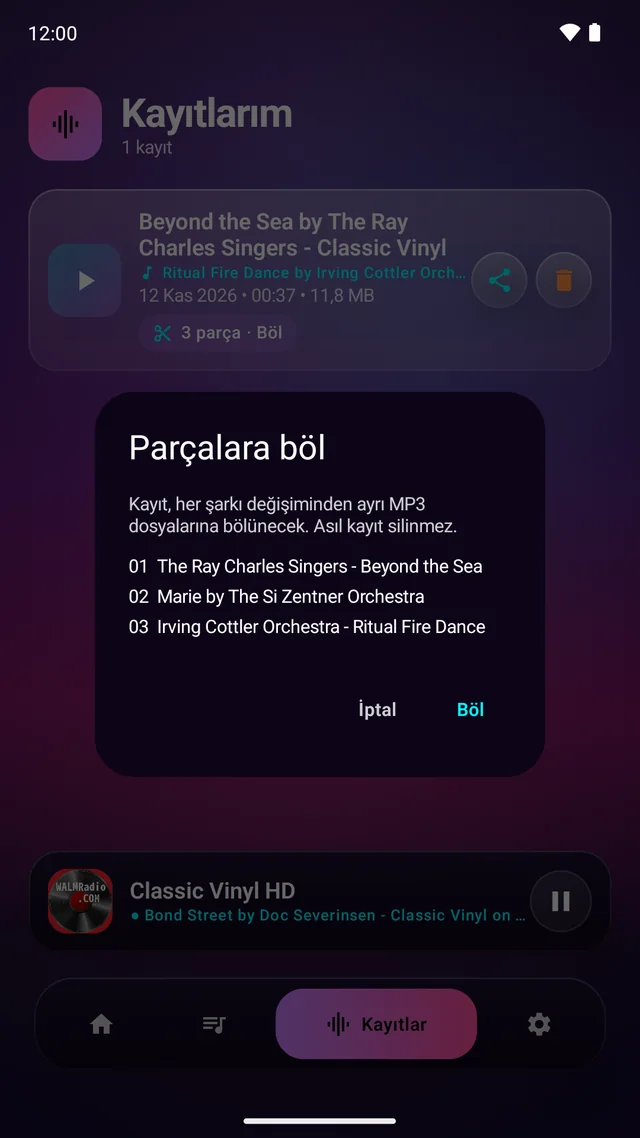 12:00
Kayıtlarım
1 kayıt
Beyond the Sea by The Ray
Charles Singers - Classic Vinyl
Ritual Fire Dance by Irving Cottler Orch...
12 Kas 2026 • 00:37 • 11,8 MB
3 parça · Böl
Parçalara böl
Kayıt, her şarkı değişiminden ayrı MP3
dosyalarına bölünecek. Asıl kayıt silinmez.
01 The Ray Charles Singers - Beyond the Sea
02 Marie by The Si Zentner Orchestra
03 Irving Cottler Orchestra - Ritual Fire Dance
İptal
Böl
WALMRadio
.COM
Classic Vinyl HD
• Bond Street by Doc Severinsen - Classic Vinyl on ...
Kayıtlar